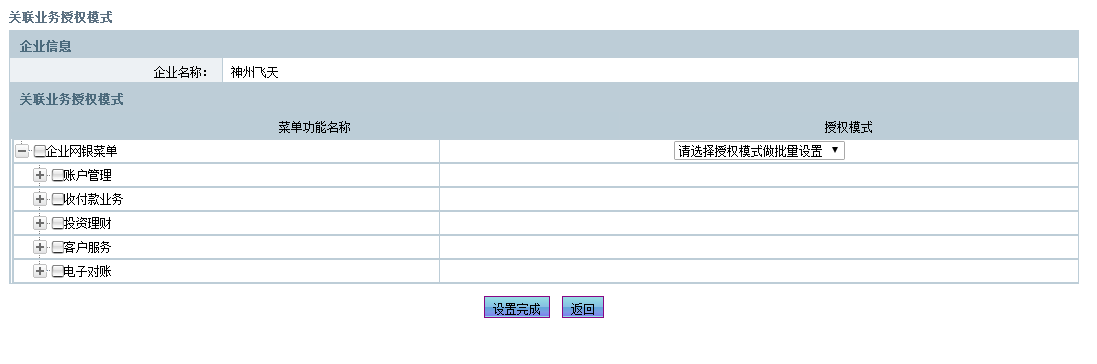 关联业务授权模式
企业信息
企业名称： 神州飞天
关联业务授权模式
菜单功能名称 授权模式
企业网银菜单 请选择授权模式做批量设置
账户管理
收付款业务
投资理财
客户服务
电子对账
设置完成 返回